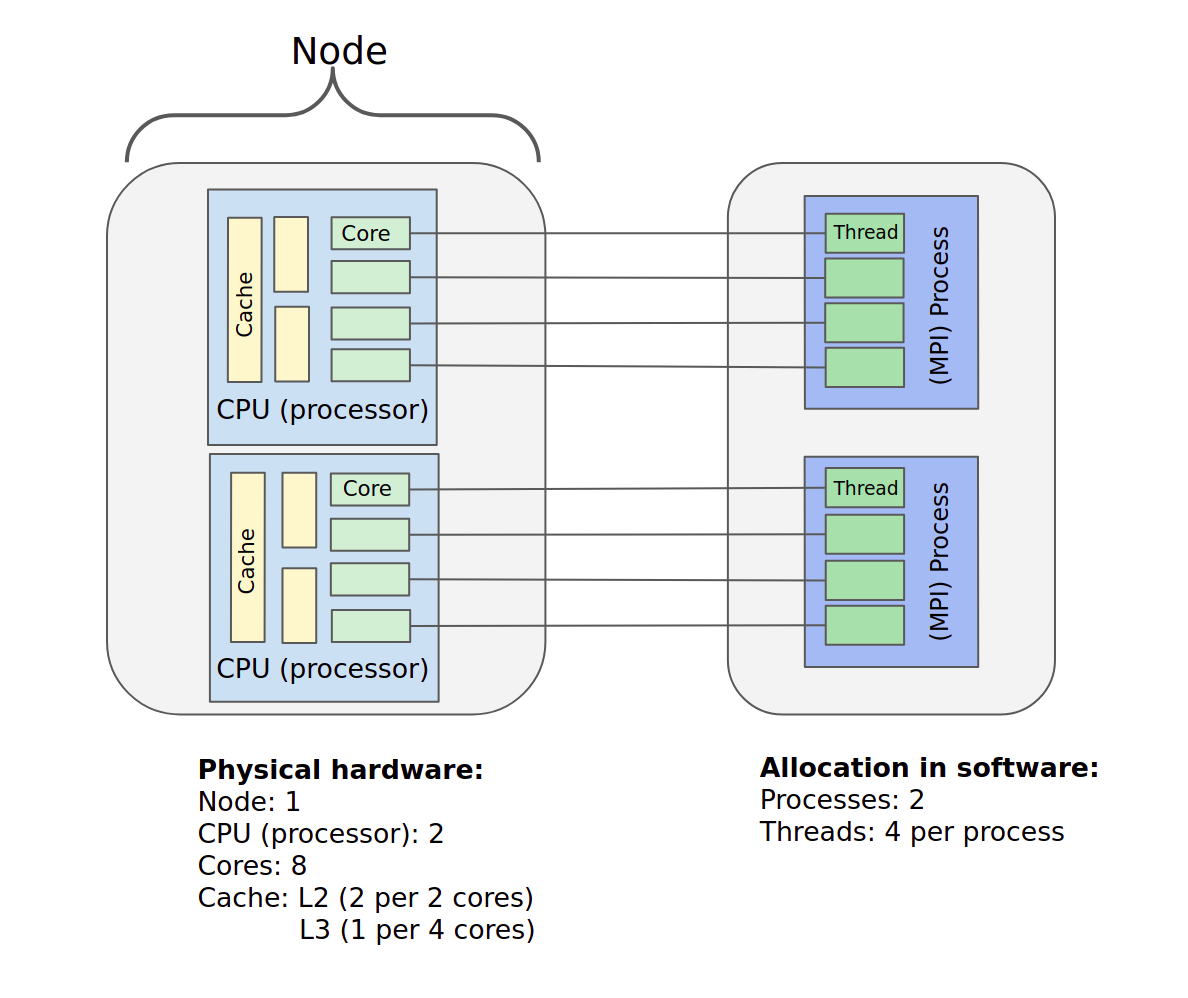 Node
Core
Cache
CPU (processor)
Core
Cache
CPU (processor)
Thread
(MPI) Process
Thread
(MPI) Process
Physical hardware:
Node: 1
CPU (processor): 2
Cores: 8
Cache: L2 (2 per 2 cores)
L3 (1 per 4 cores)
Allocation in software:
Processes: 2
Threads: 4 per process